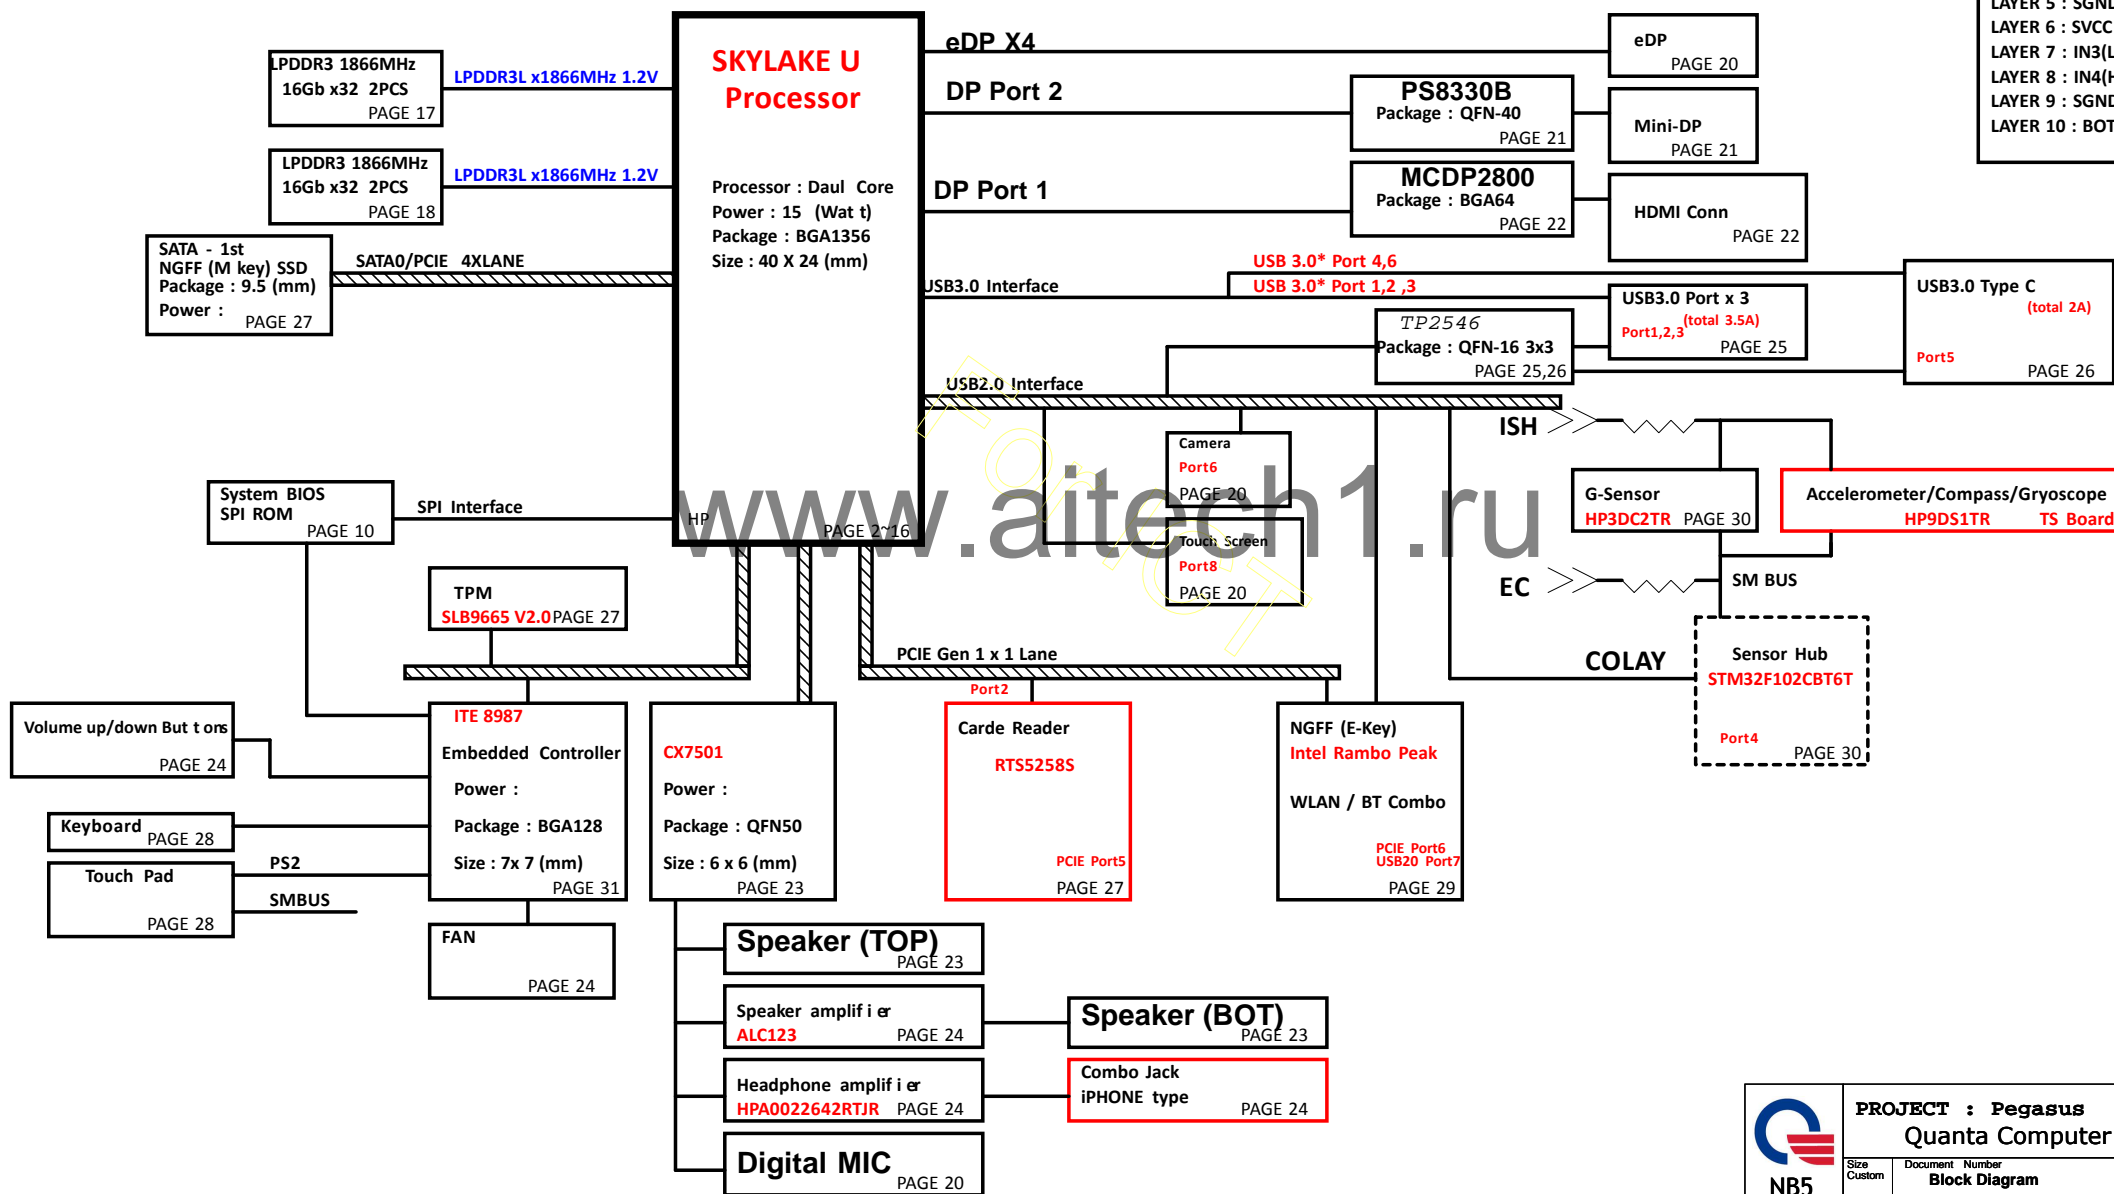 LAYER 5 : SGND
LAYER 6 : SVCC
LAYER 7 : IN3(L
LAYER 8 : IN4(H
LAYER 9 : SGND
LAYER 10 : BOT
LPDDR3 1866MHz
16Gb x32 2PCS
PAGE 17
LPDDR3L x1866MHz 1.2V
LPDDR3 1866MHz
16Gb x32 2PCS
PAGE 18
LPDDR3L x1866MHz 1.2V
SATA - 1st
NGFF (M key) SSD
Package : 9.5 (mm)
Power :
PAGE 27
SATA0/PCIE 4XLANE
SKYLAKE U
Processor
Processor : Daul Core
Power : 15 (Wat t)
Package : BGA1356
Size : 40 X 24 (mm)
HP
PAGE 2~16
eDP X4
eDP
PAGE 20
DP Port 2
PS8330B
Package : QFN-40
PAGE 21
Mini-DP
PAGE 21
DP Port 1
MCDP2800
Package : BGA64
PAGE 22
HDMI Conn
PAGE 22
USB3.0 Interface
USB 3.0* Port 4,6
USB 3.0* Port 1,2 ,3
USB3.0 Port x 3
(total 3.5A)
Port1,2,3
PAGE 25
USB3.0 Type C
(total 2A)
Port5
PAGE 26
TP2546
Package : QFN-16 3x3
PAGE 25,26
USB2.0 Interface
Camera
Port6
PAGE 20
Touch Screen
Port8
PAGE 20
www.aitech1.ru
ISH
G-Sensor
HP3DC2TR PAGE 30
Accelerometer/Compass/Gryoscope
HP9DS1TR TS Board
EC
SM BUS
COLAY
Sensor Hub
STM32F102CBT6T
Port4
PAGE 30
System BIOS
SPI ROM
PAGE 10
SPI Interface
TPM
SLB9665 V2.0 PAGE 27
PCIE Gen 1 x 1 Lane
Port2
Volume up/down But t ons
PAGE 24
Keyboard
PAGE 28
Touch Pad
PAGE 28
PS2
SMBUS
ITE 8987
Embedded Controller
Power :
Package : BGA128
Size : 7x 7 (mm)
PAGE 31
FAN
PAGE 24
CX7501
Power :
Package : QFN50
Size : 6 x 6 (mm)
PAGE 23
Carde Reader
RTS5258S
PCIE Port5
PAGE 27
NGFF (E-Key)
Intel Rambo Peak
WLAN / BT Combo
PCIE Port6
USB20 Port7
PAGE 29
Speaker (TOP)
PAGE 23
Speaker amplif i er
ALC123
PAGE 24
Speaker (BOT)
PAGE 23
Headphone amplif i er
HPA0022642RTJR PAGE 24
Combo Jack
iPHONE type
PAGE 24
Digital MIC
PAGE 20
NB5
PROJECT : Pegasus
Quanta Computer
Size
Custom
Document Number
Block Diagram